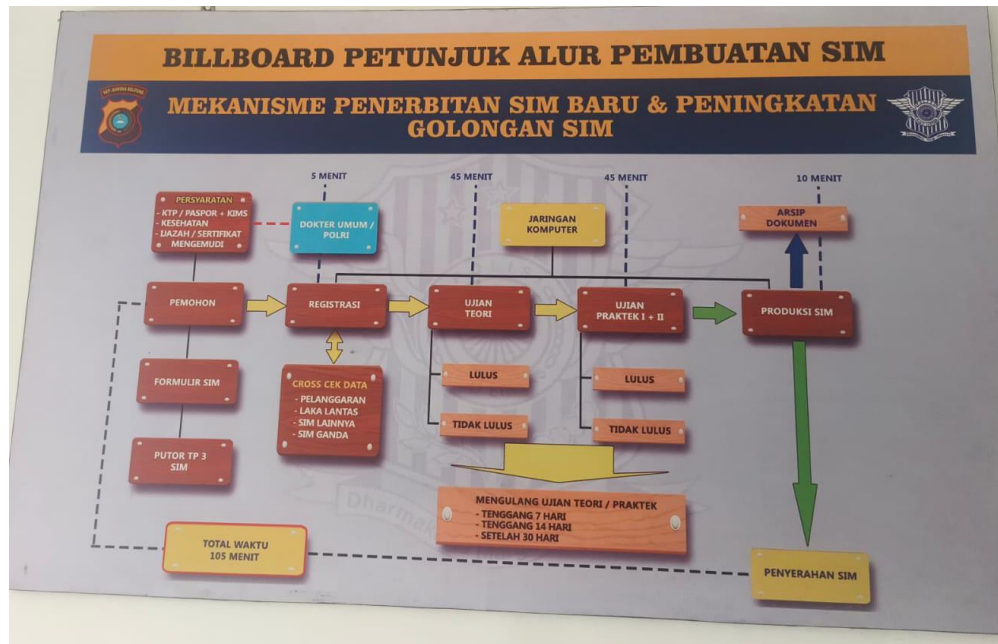 BILLBOARD PETUNJUK ALUR PEMBUATAN SIM
MEKANISME PENERBITAN SIM BARU & PENINGKATAN
GOLONGAN SIM
5 MENIT
45 MENIT
45 MENIT
10 MENIT
PERSYARATAN
- KTP / PASPOR + KIMS
- KESEHATAN
- IJAZAH / SERTIFIKAT
MENGEMUDI
DOKTER UMUM /
POLRI
JARINGAN
KOMPUTER
ARSIP
DOKUMEN
PEMOHON
REGISTRASI
UJIAN
TEORI
UJIAN
PRAKTEK I + II
PRODUKSI SIM
FORMULIR SIM
CROSS CEK DATA
- PELANGGARAN
- LAKA LANTAS
- SIM LAINNYA
- SIM GANDA
LULUS
TIDAK LULUS
LULUS
TIDAK LULUS
PUTOR TP 3
SIM
MENGULANG UJIAN TEORI / PRAKTEK
- TENGGANG 7 HARI
- TENGGANG 14 HARI
- SETELAH 30 HARI
TOTAL WAKTU
105 MENIT
PENYERAHAN SIM